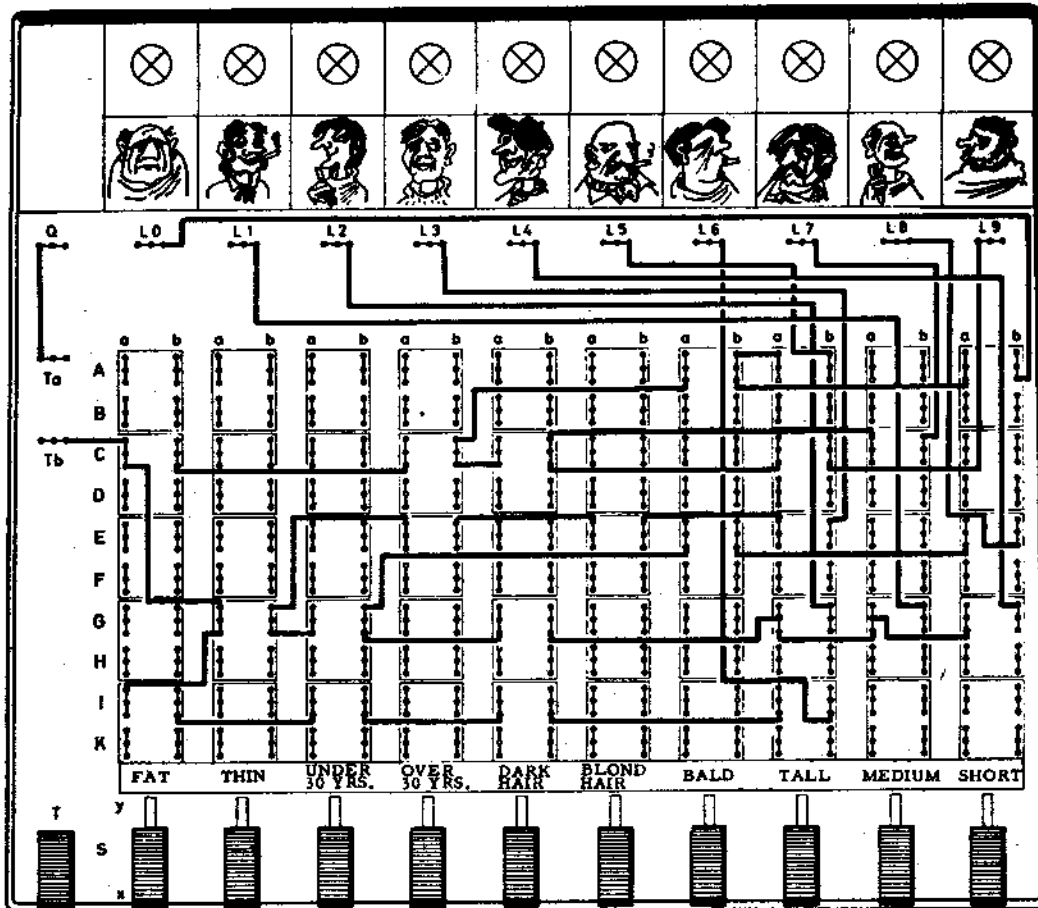 Q L0 L1 L2 L3 L4 L5 L6 L7 L8 L9
a b a b a b a b a b a b a b a b a b a b
Ta
A
B
Tb
C
D
E
F
G
H
I
K
FAT THIN UNDER 30 YRS. OVER 30 YRS. DARK HAIR BLOND HAIR BALD TALL MEDIUM SHORT
T
y
S
x